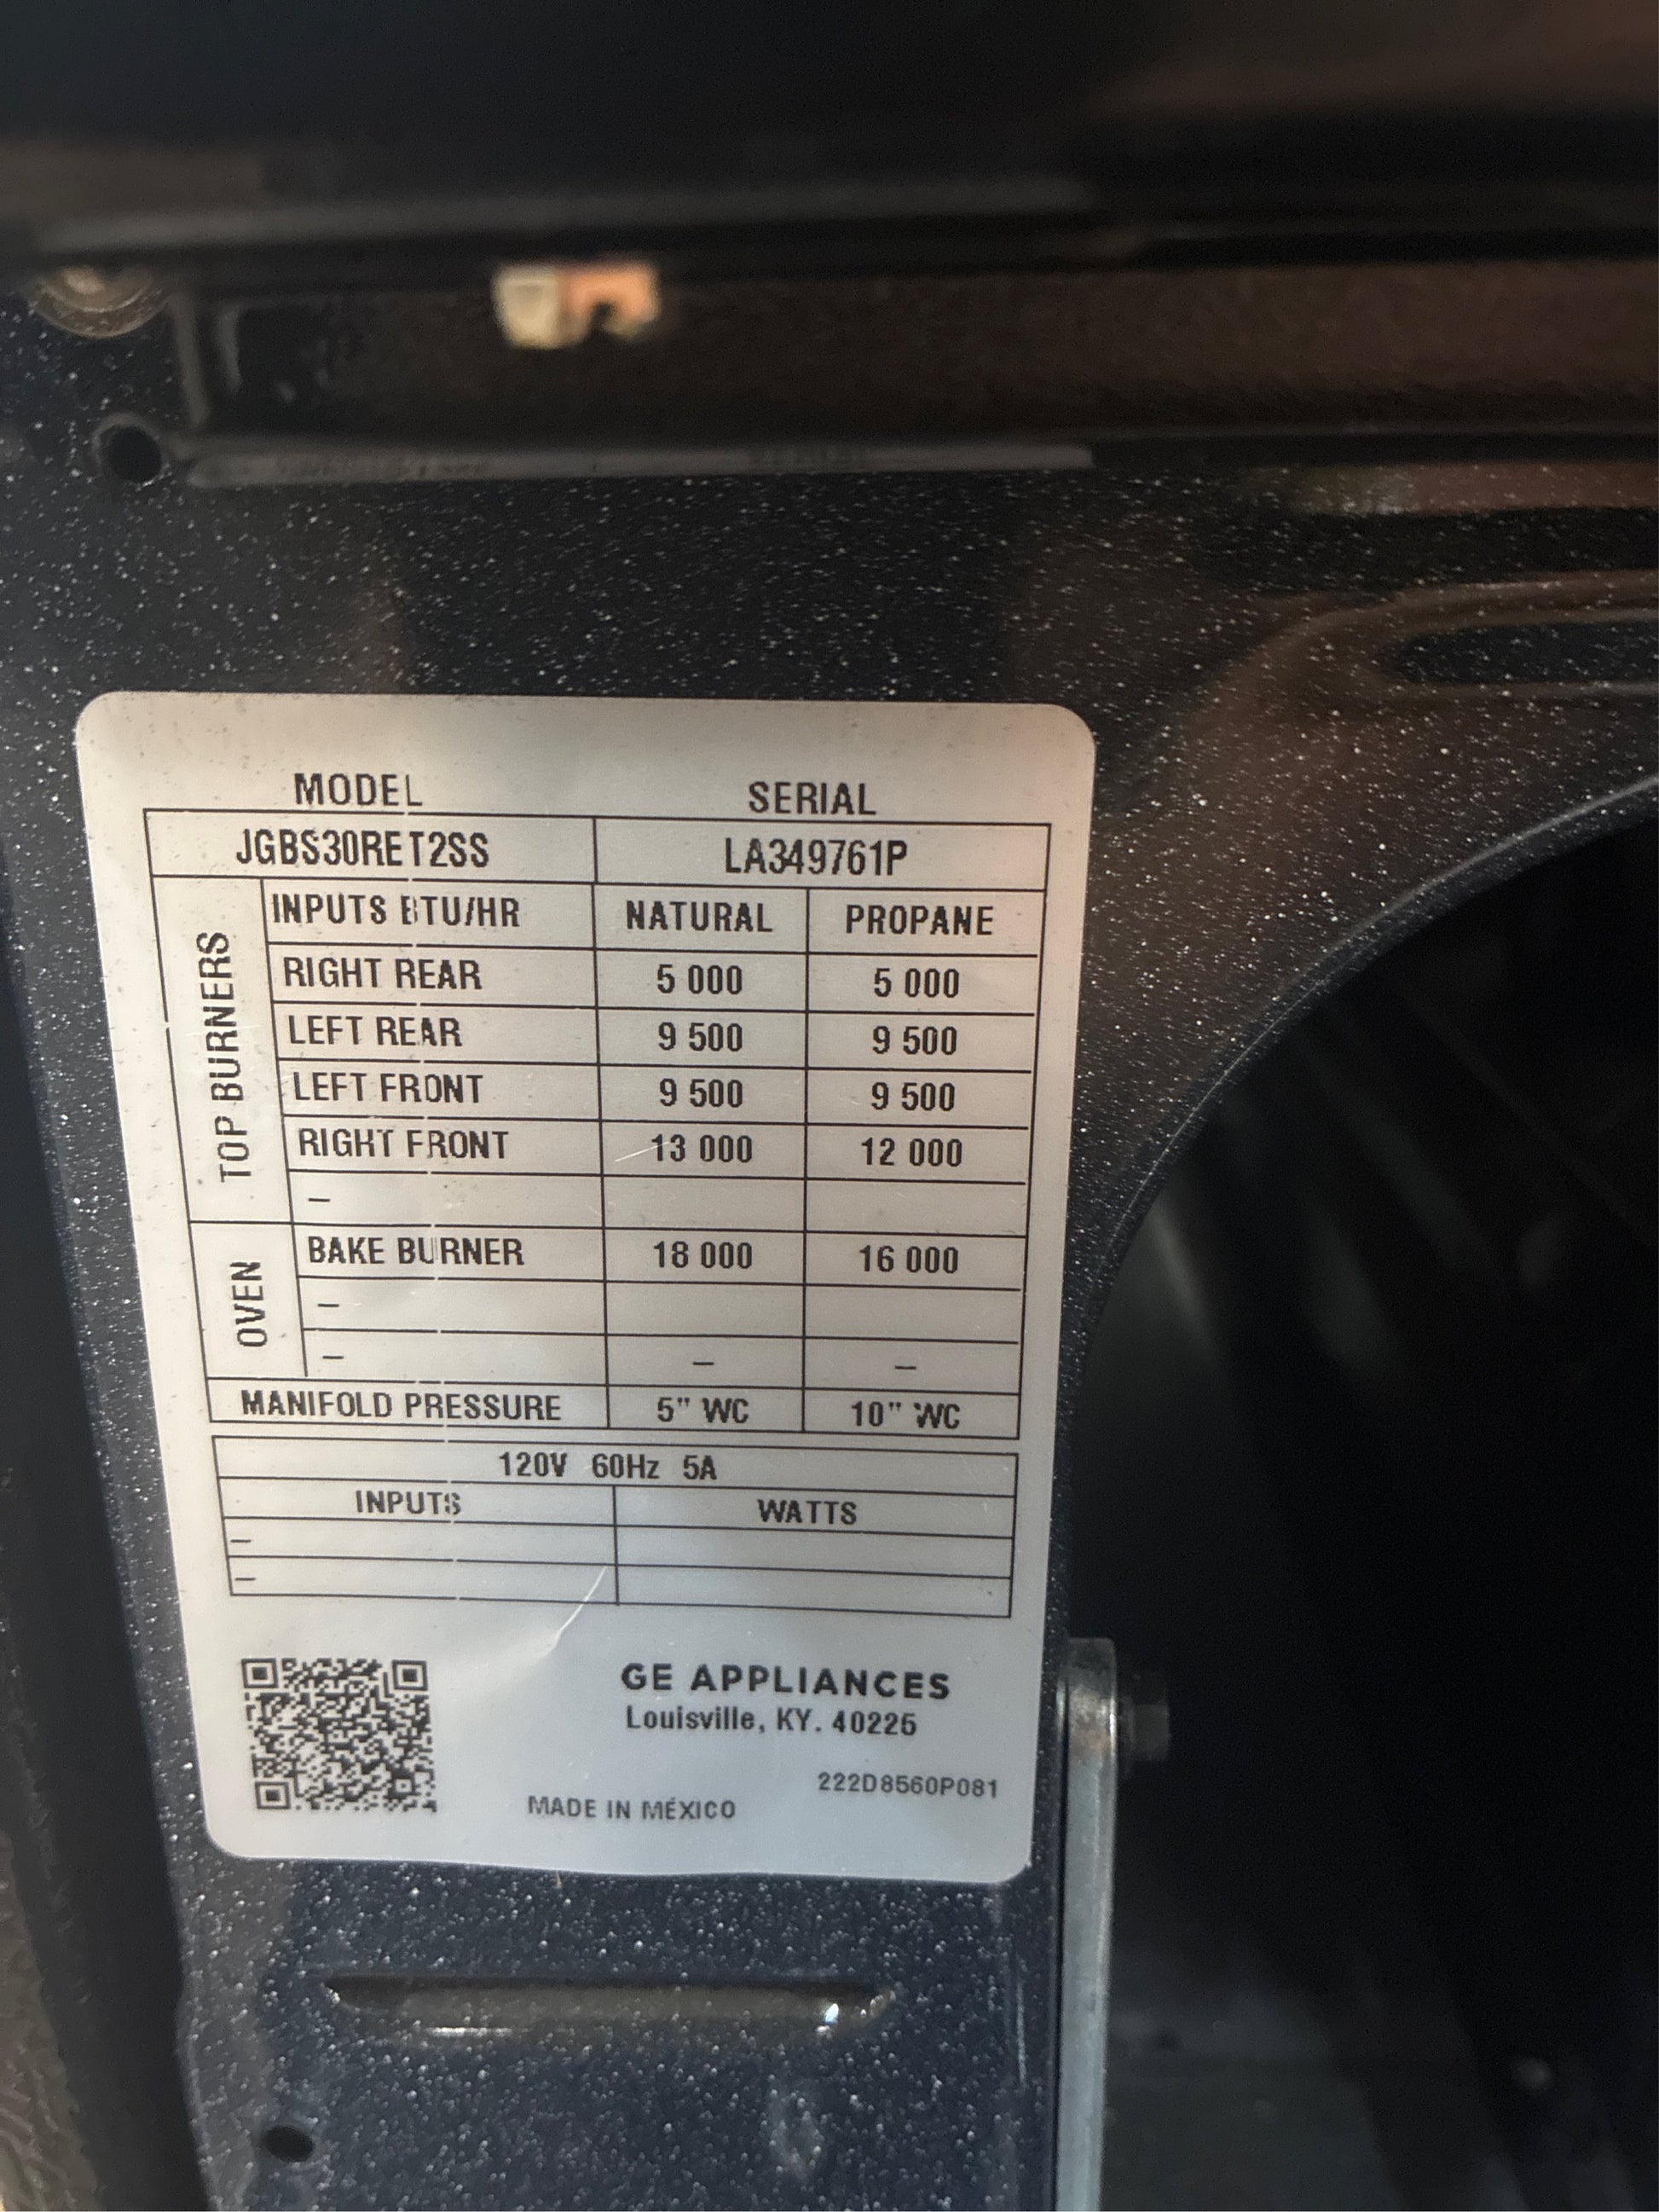 MODEL SERIAL
JGBS30RET2SS LA349761P
TOP BURNERS
INPUTS BTU/HR NATURAL PROPANE
RIGHT REAR 5 000 5 000
LEFT REAR 9 500 9 500
LEFT FRONT 9 500 9 500
RIGHT FRONT 13 000 12 000
–
OVEN
BAKE BURNER 18 000 16 000
–
– – –
MANIFOLD PRESSURE 5" WC 10" WC
120V 60Hz 5A
INPUTS WATTS
–
–
GE APPLIANCES
Louisville, KY. 40225
222D8560P081
MADE IN MÉXICO